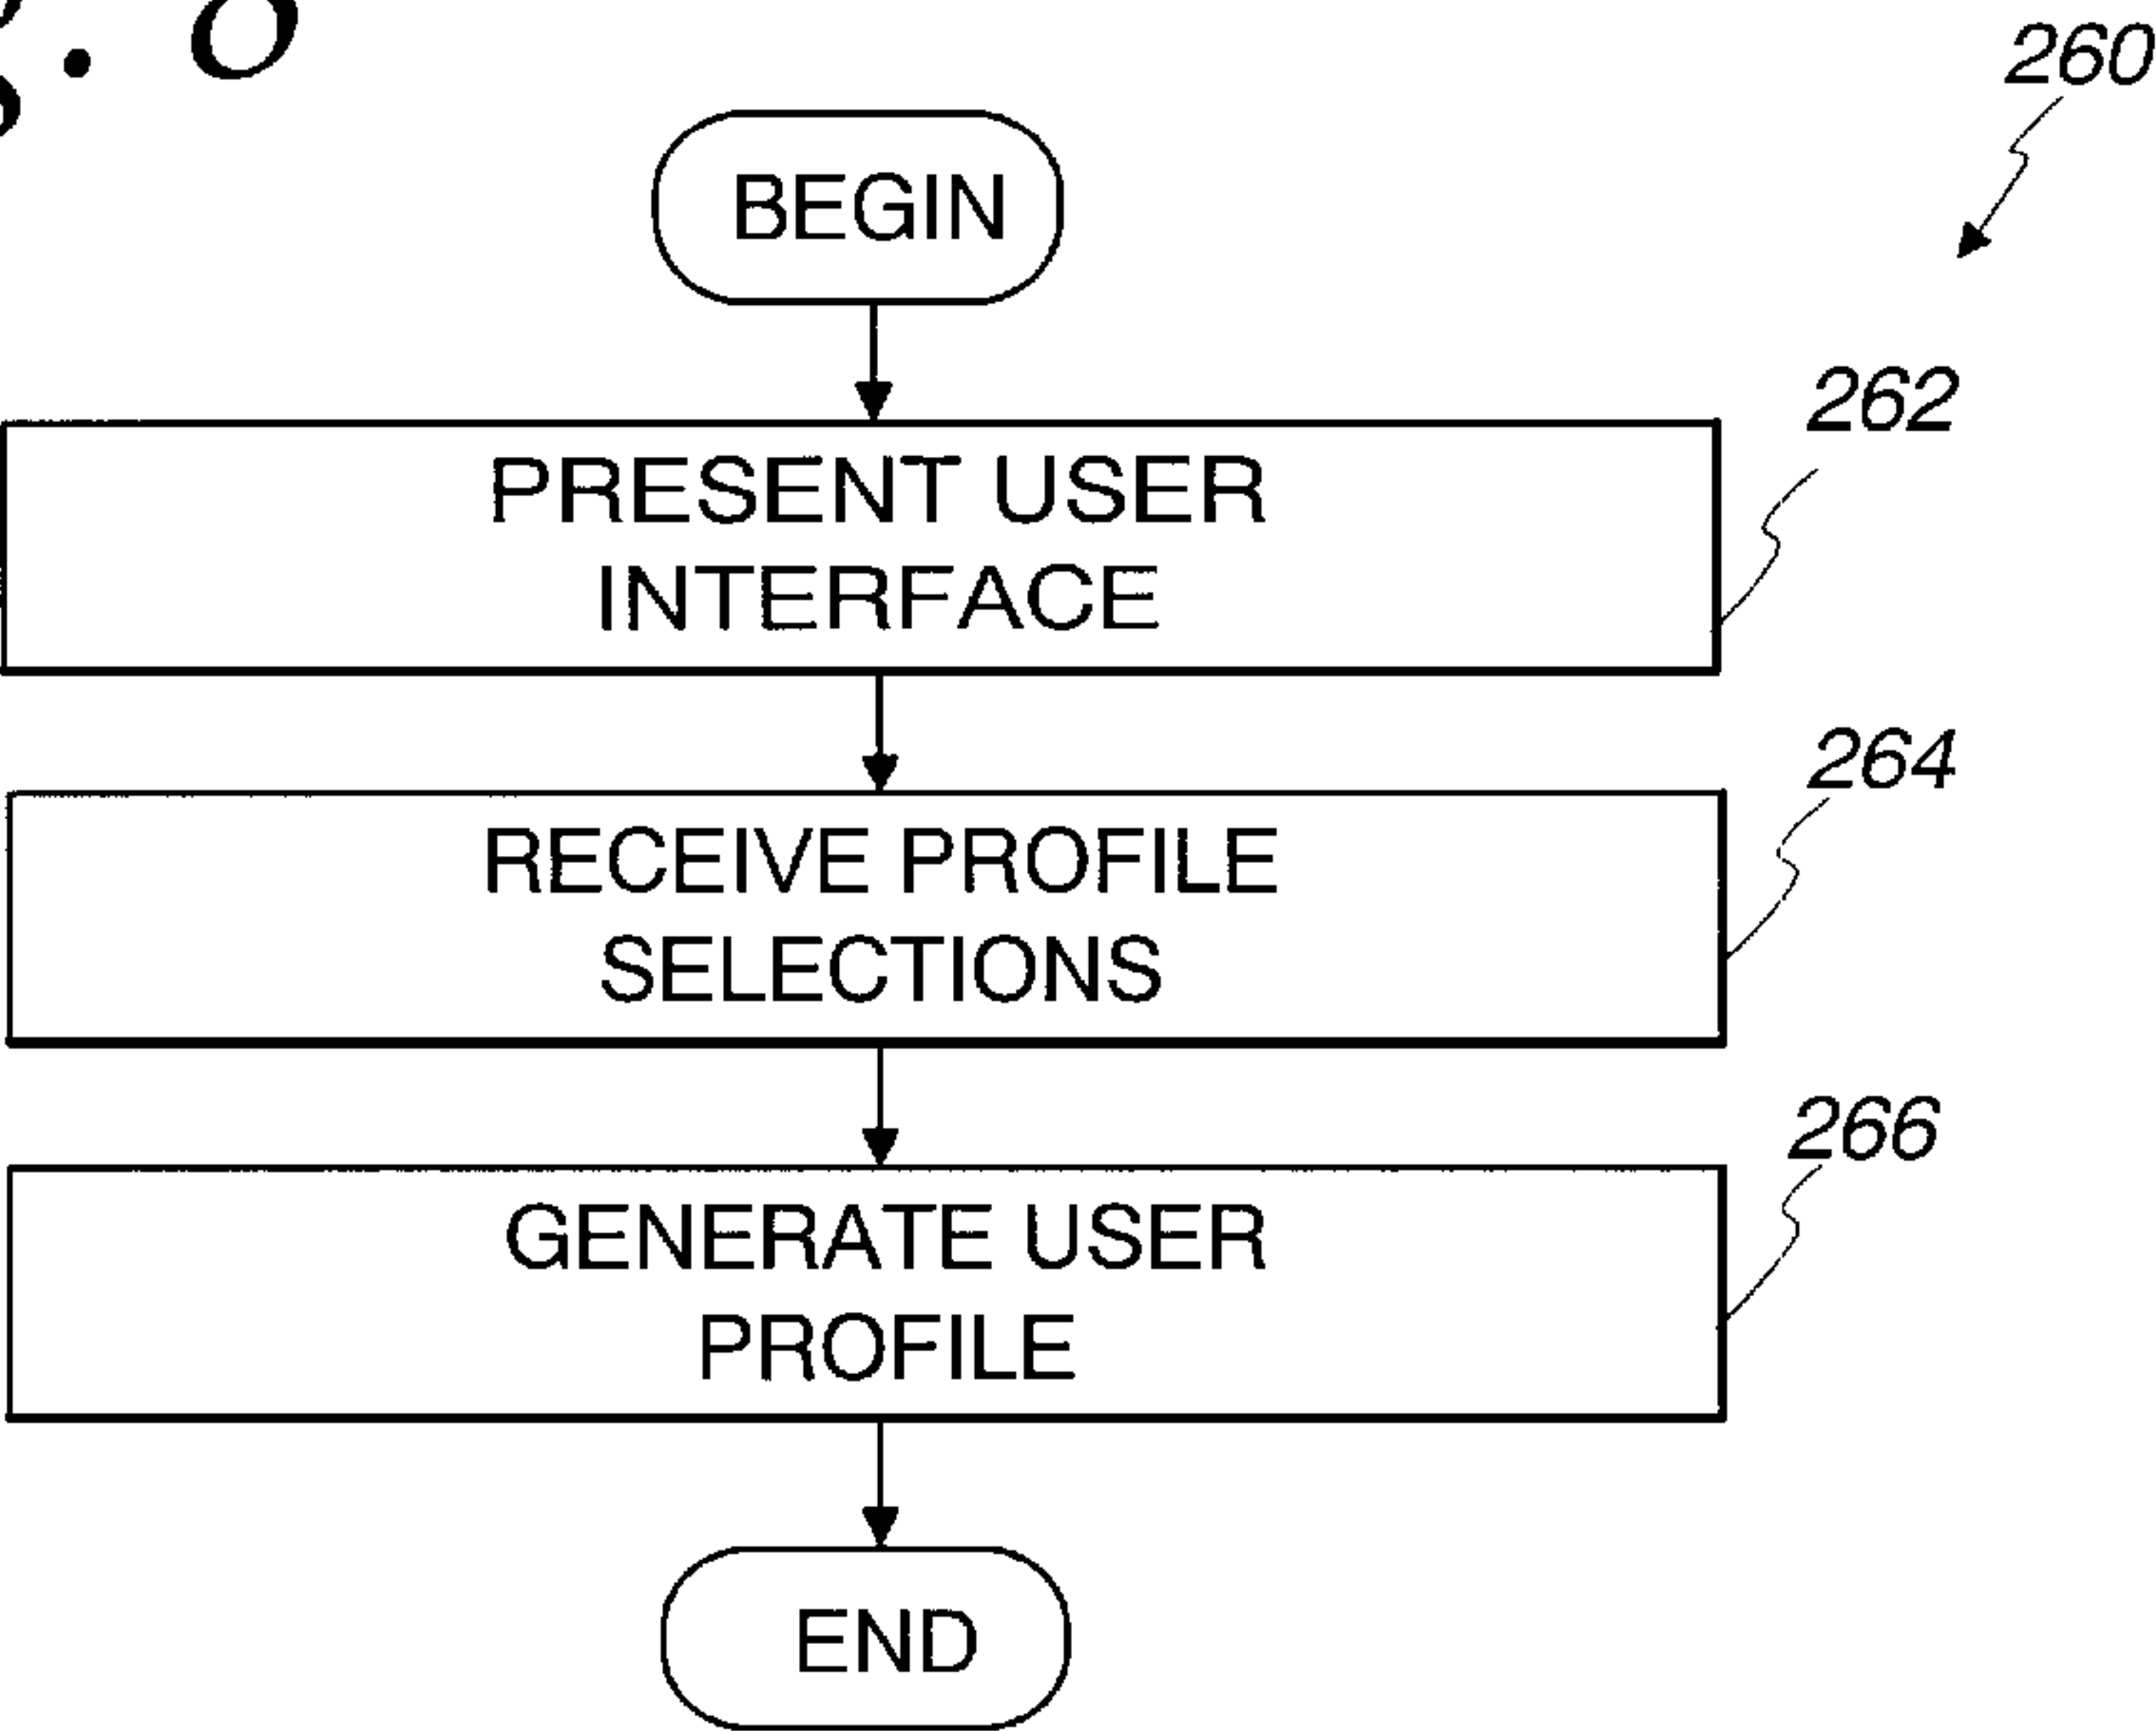 260
BEGIN
262
PRESENT USER
INTERFACE
264
RECEIVE PROFILE
SELECTIONS
266
GENERATE USER
PROFILE
END